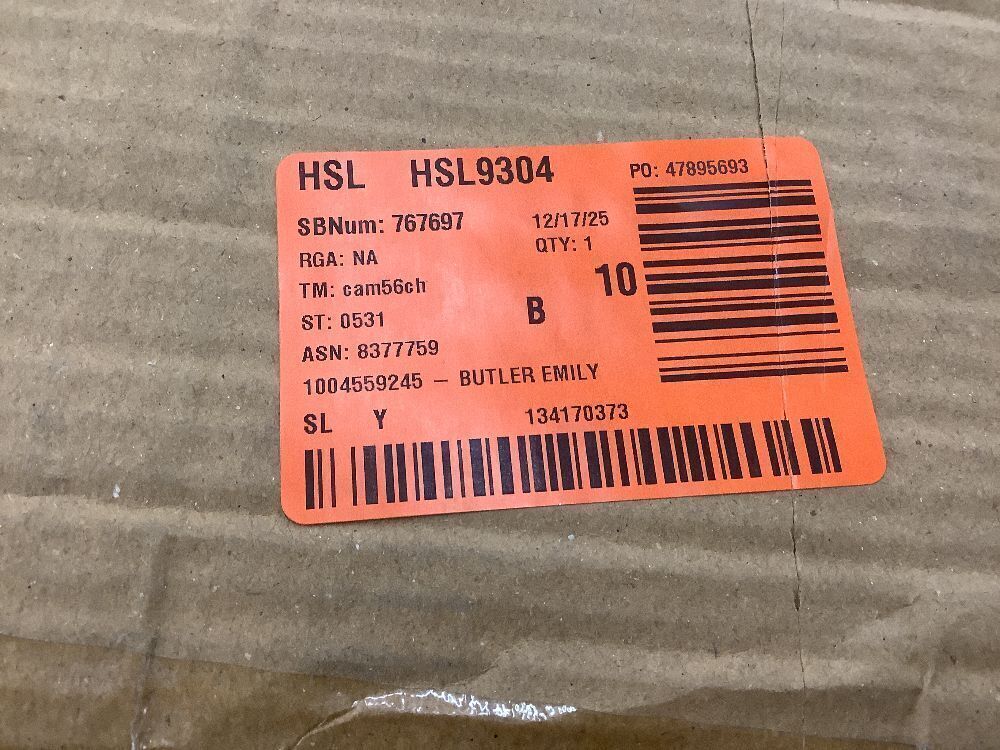 HSL HSL9304 PO: 47895693
SBNum: 767697 12/17/25
RGA: NA QTY: 1
TM: cam56ch 10
ST: 0531 B
ASN: 8377759
1004559245 – BUTLER EMILY
SL Y 134170373